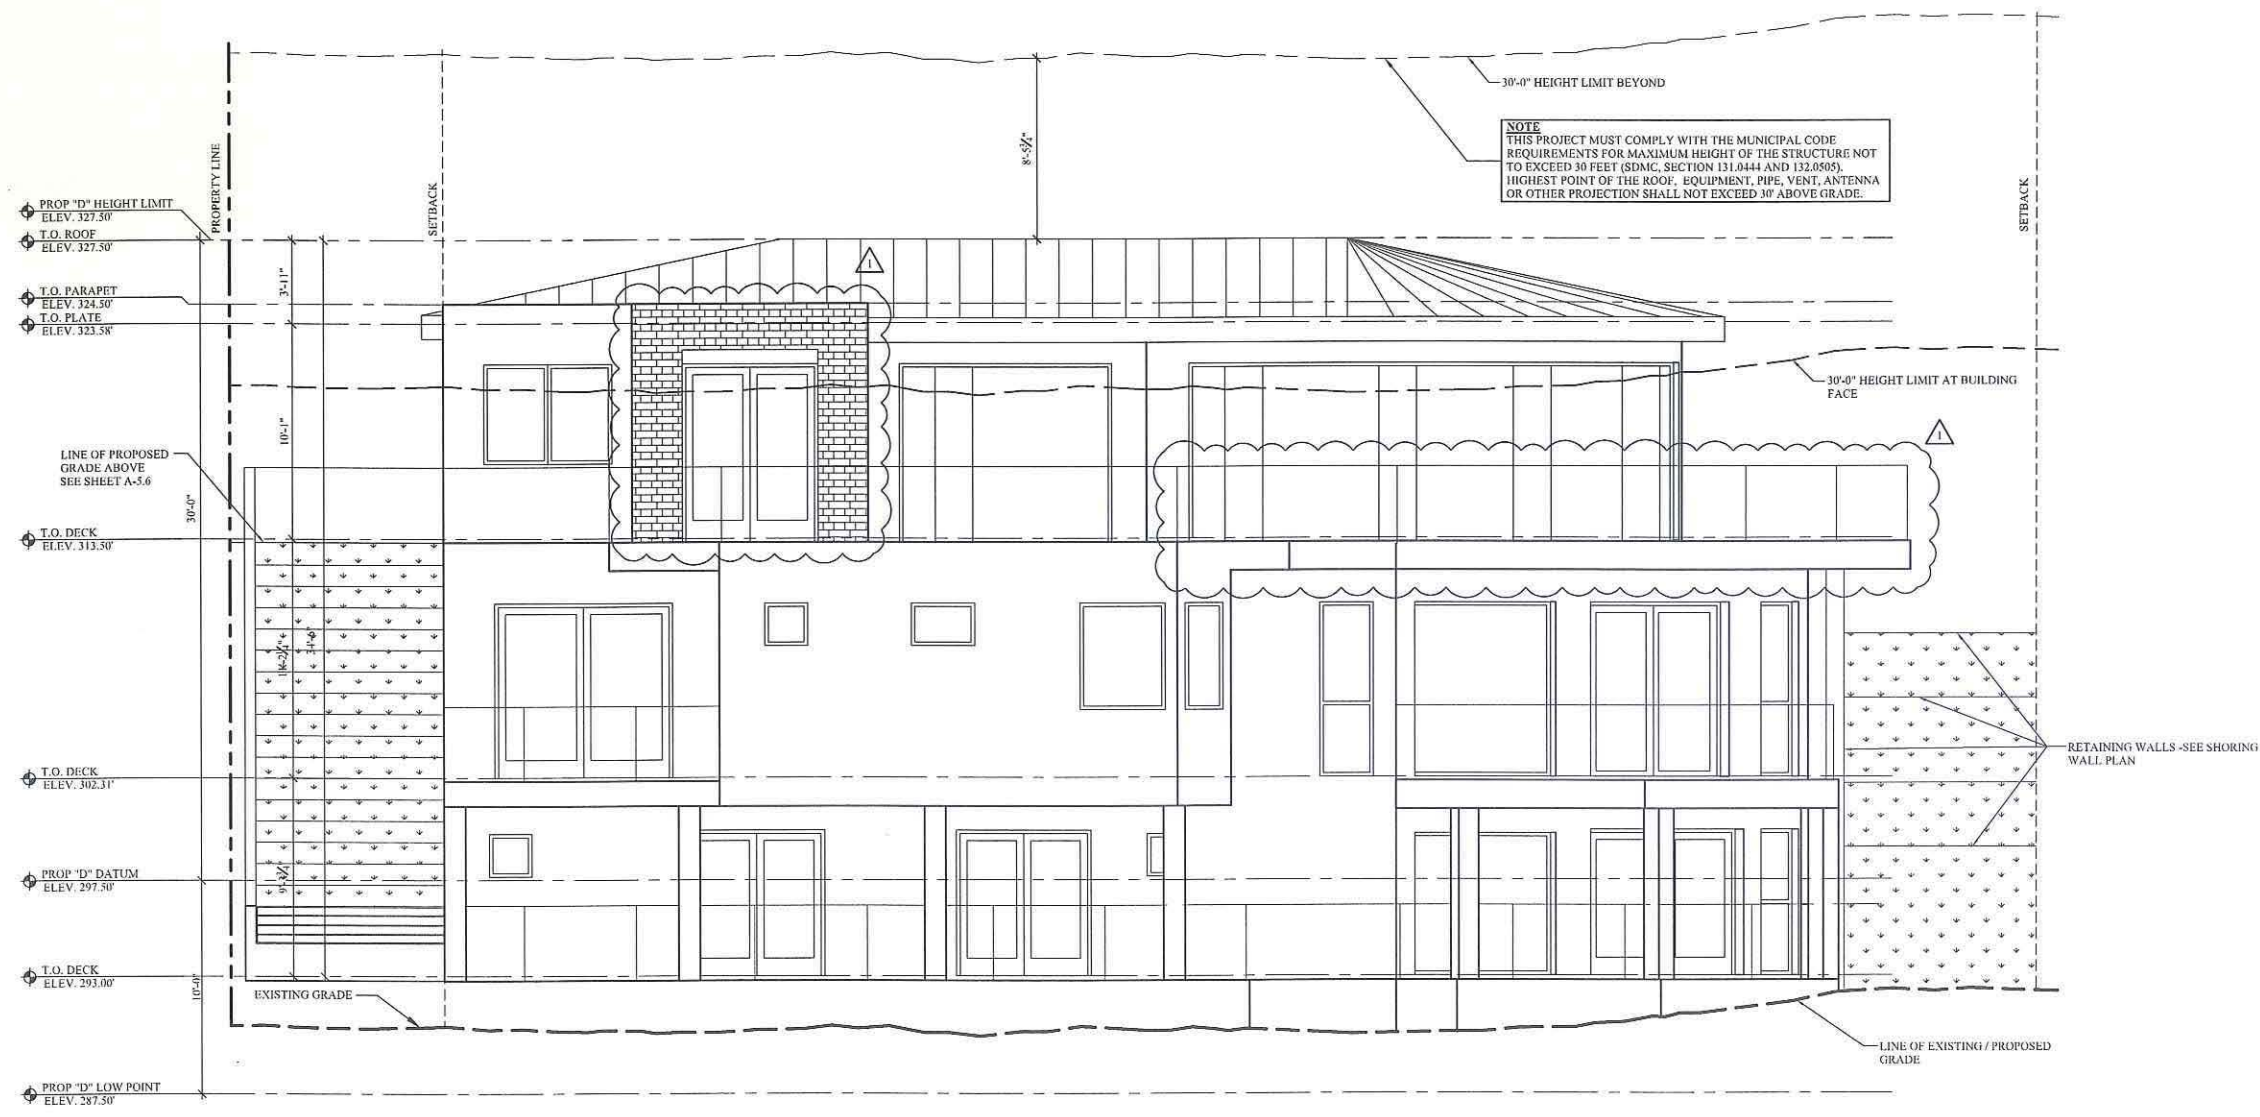 30'-0" HEIGHT LIMIT BEYOND
NOTE
THIS PROJECT MUST COMPLY WITH THE MUNICIPAL CODE
REQUIREMENTS FOR MAXIMUM HEIGHT OF THE STRUCTURE NOT
TO EXCEED 30 FEET (SDMC, SECTION 131.0444 AND 132.0505).
HIGHEST POINT OF THE ROOF, EQUIPMENT, PIPE, VENT, ANTENNA
OR OTHER PROJECTION SHALL NOT EXCEED 30' ABOVE GRADE.
8'-5¾"
PROPERTY LINE
SETBACK
SETBACK
PROP "D" HEIGHT LIMIT
ELEV. 327.50'
T.O. ROOF
ELEV. 327.50'
T.O. PARAPET
ELEV. 324.50'
T.O. PLATE
ELEV. 323.58'
3'-11"
1
30'-0" HEIGHT LIMIT AT BUILDING
FACE
1
10'-1"
LINE OF PROPOSED
GRADE ABOVE
SEE SHEET A-5.6
30'-0"
T.O. DECK
ELEV. 313.50'
34'-6"
RETAINING WALLS -SEE SHORING
WALL PLAN
T.O. DECK
ELEV. 302.31'
PROP "D" DATUM
ELEV. 297.50'
9'-3¾"
T.O. DECK
ELEV. 293.00'
10'-0"
EXISTING GRADE
LINE OF EXISTING / PROPOSED
GRADE
PROP "D" LOW POINT
ELEV. 287.50'